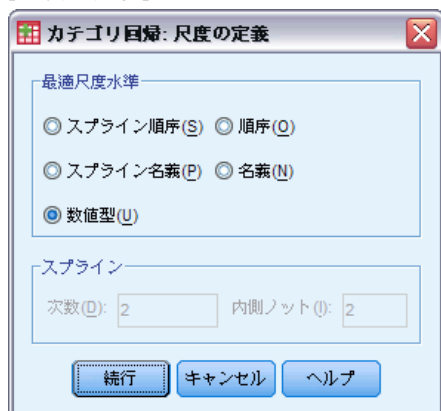 カテゴリ回帰: 尺度の定義
最適尺度水準
スプライン順序(S) 順序(O)
スプライン名義(P) 名義(N)
数値型(U)
スプライン
次数(D): 2 内側ノット(I): 2
続行 キャンセル ヘルプ